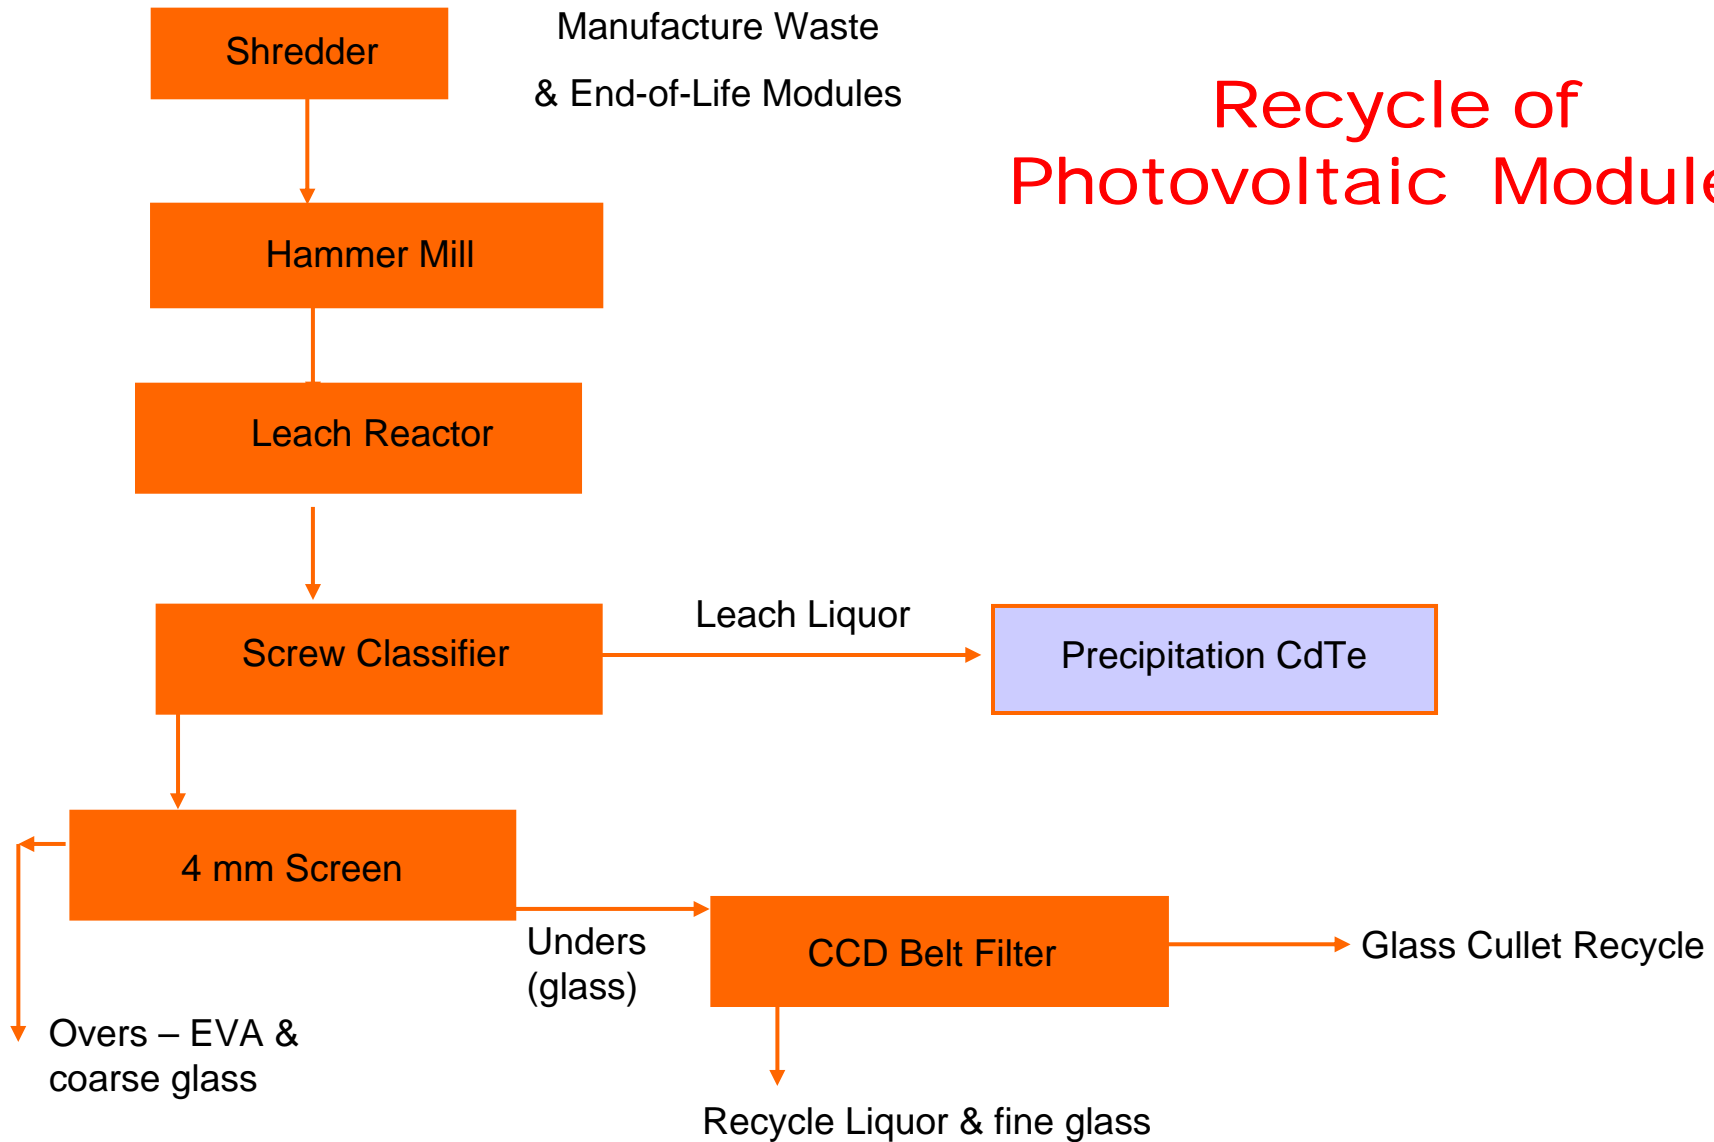 Shredder
Manufacture Waste
& End-of-Life Modules
Recycle of
Photovoltaic Module
Hammer Mill
Leach Reactor
Screw Classifier
Leach Liquor
Precipitation CdTe
4 mm Screen
Unders
(glass)
CCD Belt Filter
Glass Cullet Recycle
Overs – EVA &
coarse glass
Recycle Liquor & fine glass